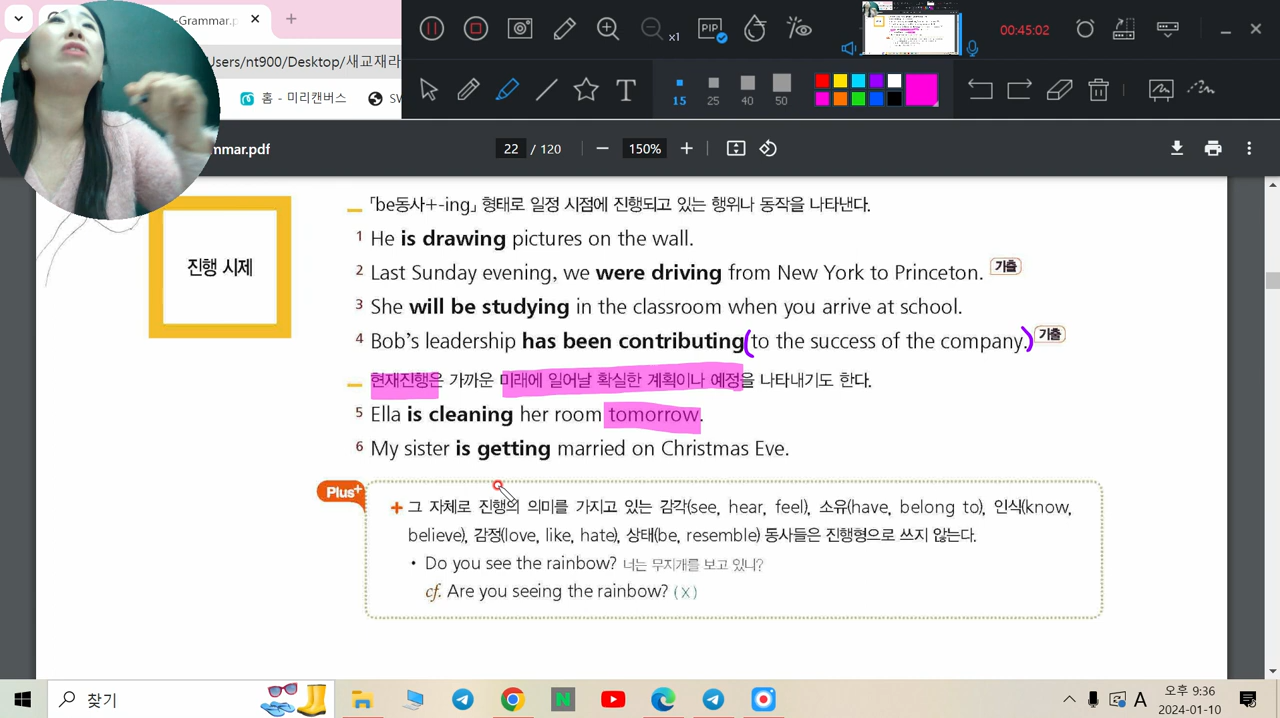 Grammar.p
sers/nt900/Desktop/새교재라
홈 - 미리캔버스
SV
PIP
x1
00:45:02
T
15 25 40 50
mmar.pdf
22 / 120
150%
진행 시제
「be동사+-ing」 형태로 일정 시점에 진행되고 있는 행위나 동작을 나타낸다.
1 He is drawing pictures on the wall.
2 Last Sunday evening, we were driving from New York to Princeton. 기출
3 She will be studying in the classroom when you arrive at school.
4 Bob's leadership has been contributing to the success of the company. 기출
현재진행은 가까운 미래에 일어날 확실한 계획이나 예정을 나타내기도 한다.
5 Ella is cleaning her room tomorrow.
6 My sister is getting married on Christmas Eve.
Plus+
+ 그 자체로 진행의 의미를 가지고 있는 감각(see, hear, feel), 소유(have, belong to), 인식(know,
believe), 감정(love, like, hate), 상태(be, resemble) 동사들은 진행형으로 쓰지 않는다.
• Do you see the rainbow? 너는 무지개를 보고 있니?
cf. Are you seeing the rainbow? (X)
찾기
N
A
오후 9:36
2024-01-10